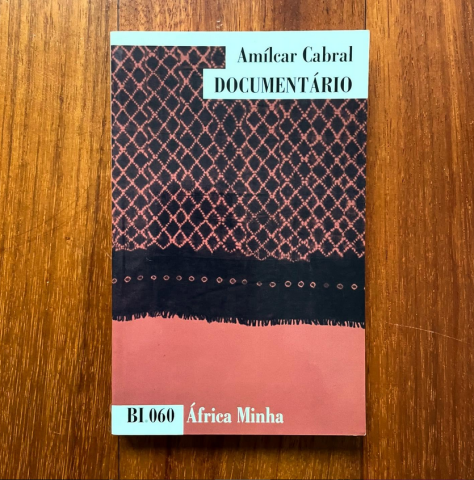 Amílcar Cabral
DOCUMENTÁRIO
BI.060 África Minha